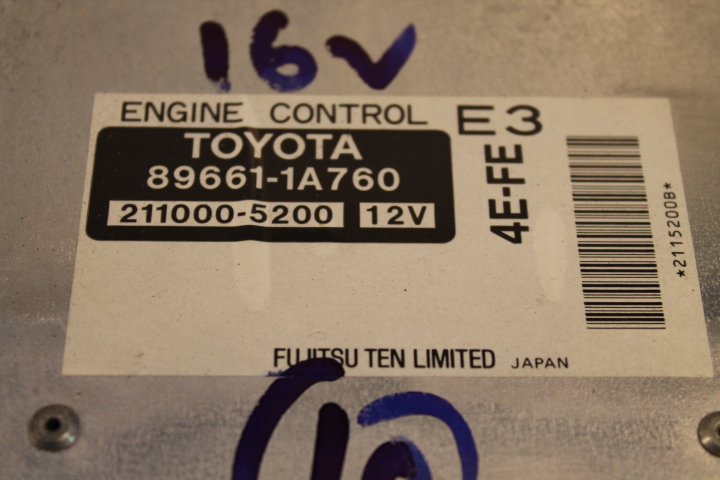 16v
ENGINE CONTROL E3
TOYOTA
89661-1A760
211000-5200 12V
4E-FE
*2115200B*
FUJITSU TEN LIMITED JAPAN